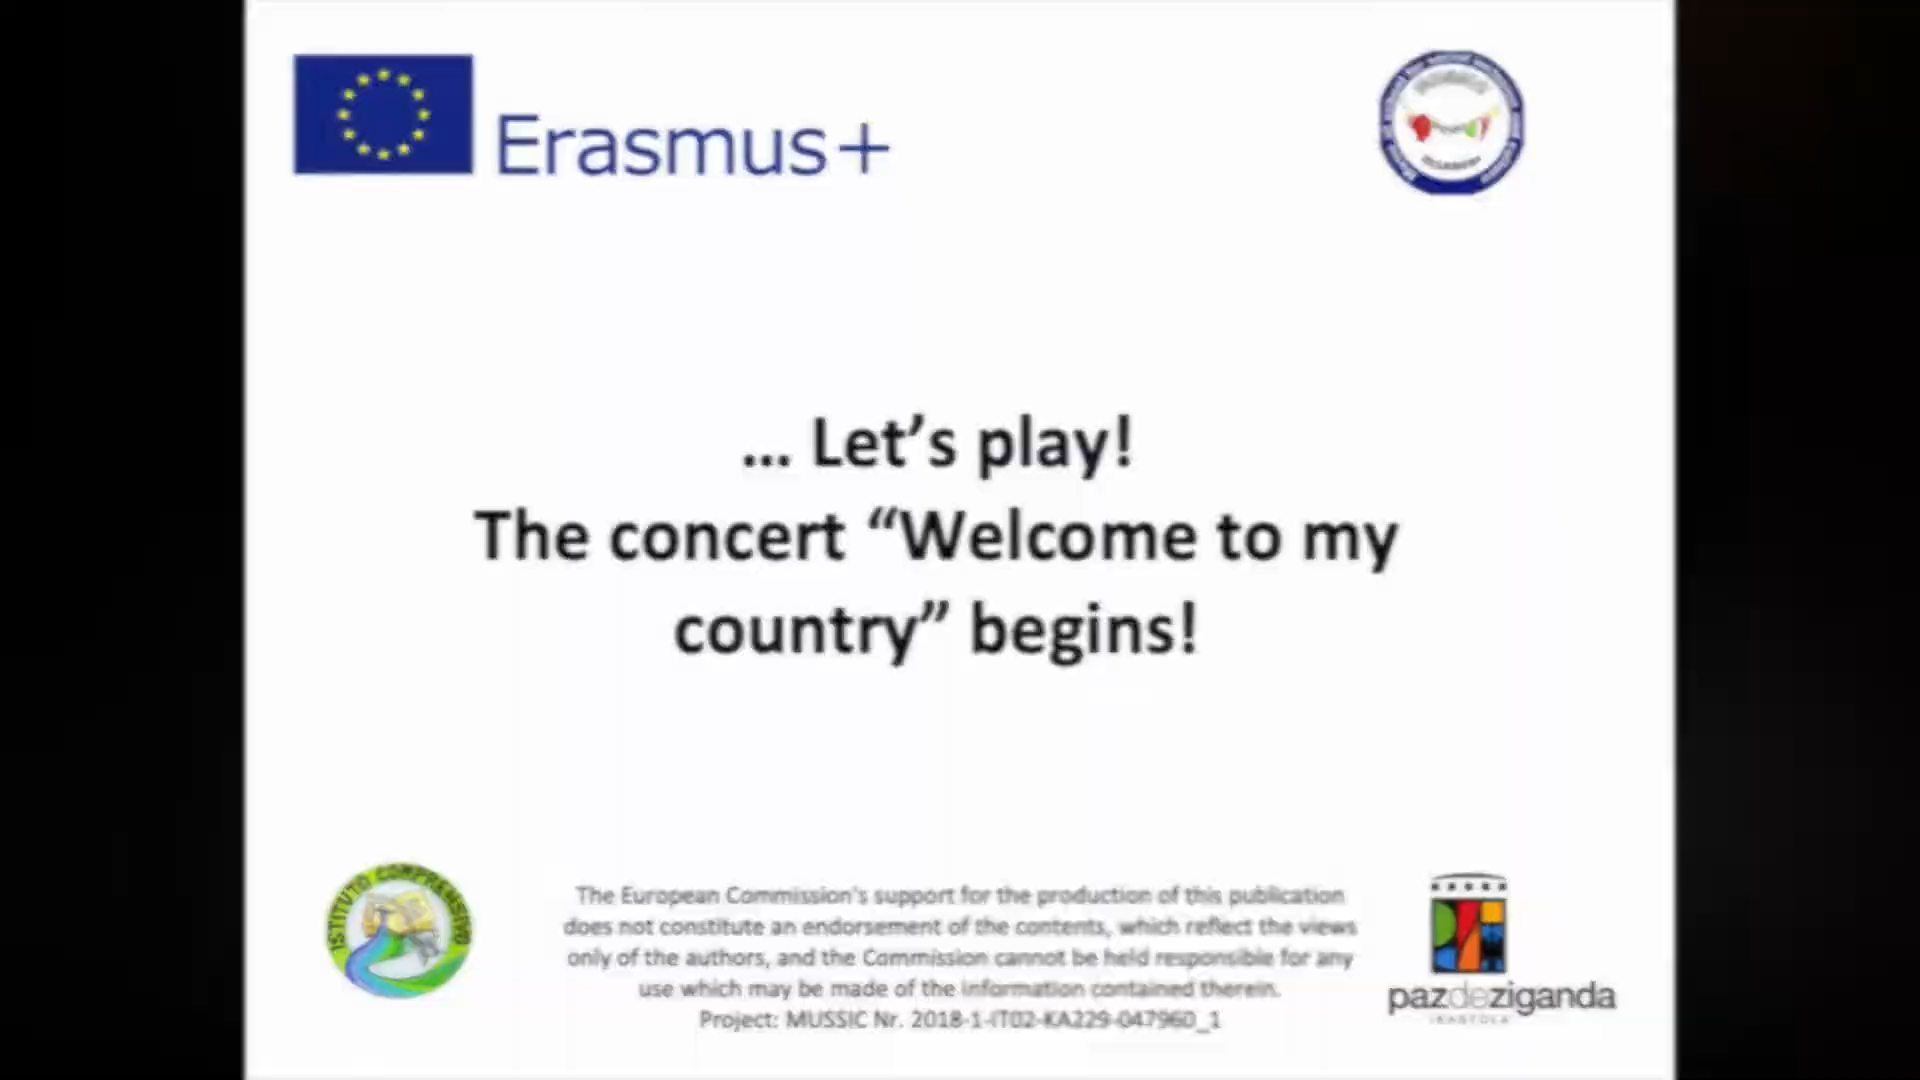 Erasmus+
... Let's play!
The concert “Welcome to my
country” begins!
ISTITUTO COMPRENSIVO
The European Commission's support for the production of this publication
does not constitute an endorsement of the contents, which reflect the views
only of the authors, and the Commission cannot be held responsible for any
use which may be made of the information contained therein.
Project: MUSSIC Nr. 2018-1-IT02-KA229-047960_1
pazdeziganda
IKASTOLA